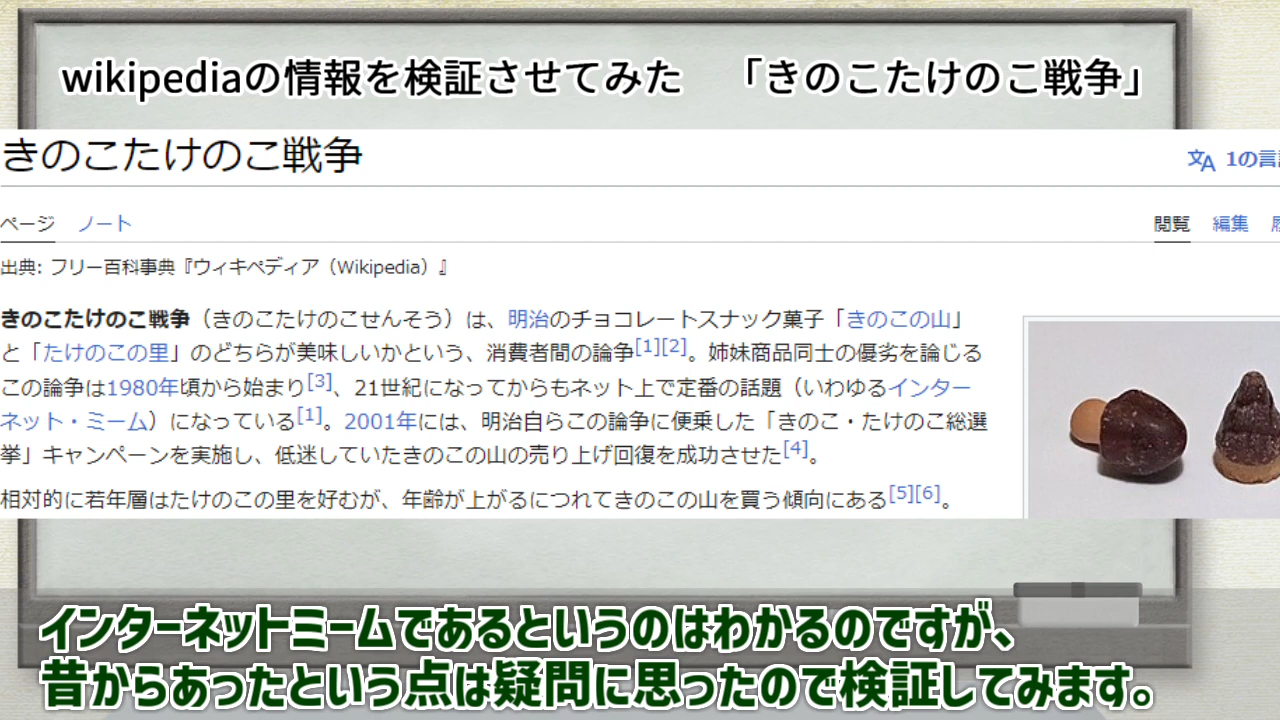 wikipediaの情報を検証させてみた　「きのこたけのこ戦争」
きのこたけのこ戦争
1の言
ページ ノート
閲覧 編集
出典: フリー百科事典『ウィキペディア（Wikipedia）』
きのこたけのこ戦争（きのこたけのこせんそう）は、明治のチョコレートスナック菓子「きのこの山」
と「たけのこの里」のどちらが美味しいかという、消費者間の論争[1][2]。姉妹商品同士の優劣を論じる
この論争は1980年頃から始まり[3]、21世紀になってからもネット上で定番の話題（いわゆるインター
ネット・ミーム）になっている[1]。2001年には、明治自らこの論争に便乗した「きのこ・たけのこ総選
挙」キャンペーンを実施し、低迷していたきのこの山の売り上げ回復を成功させた[4]。
相対的に若年層はたけのこの里を好むが、年齢が上がるにつれてきのこの山を買う傾向にある[5][6]。
インターネットミームであるというのはわかるのですが、
昔からあったという点は疑問に思ったので検証してみます。